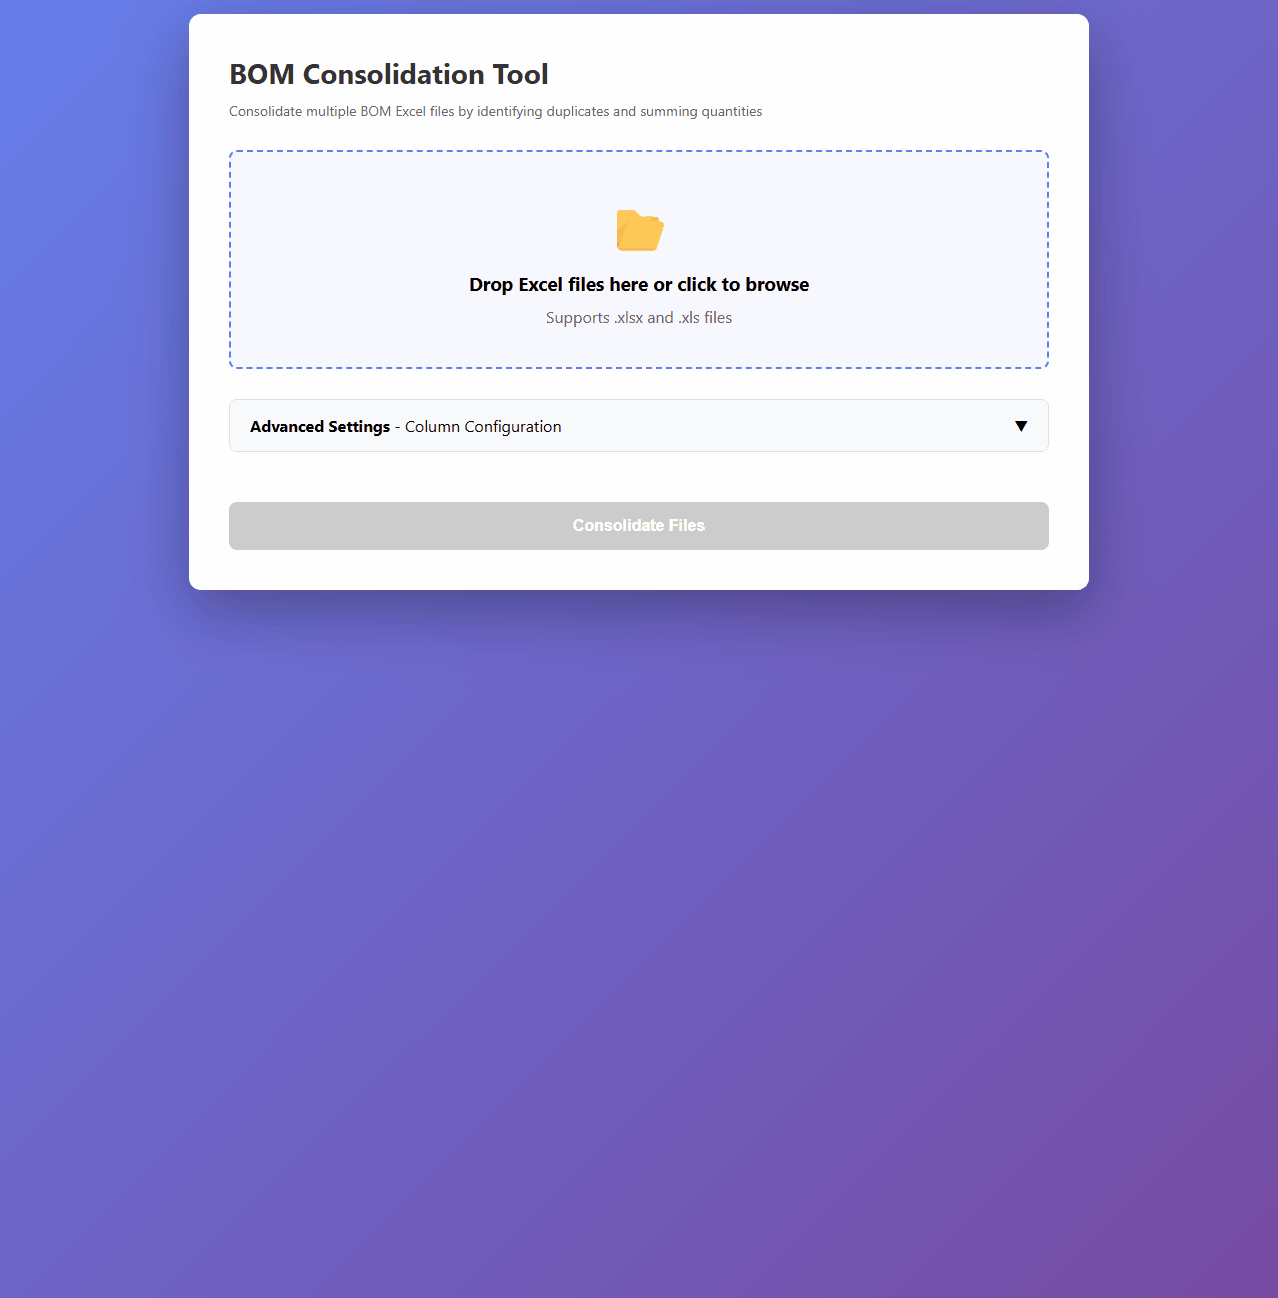 BOM Consolidation Tool
Consolidate multiple BOM Excel files by identifying duplicates and summing quantities
Drop Excel files here or click to browse
Supports .xlsx and .xls files
Advanced Settings - Column Configuration ▼
Consolidate Files